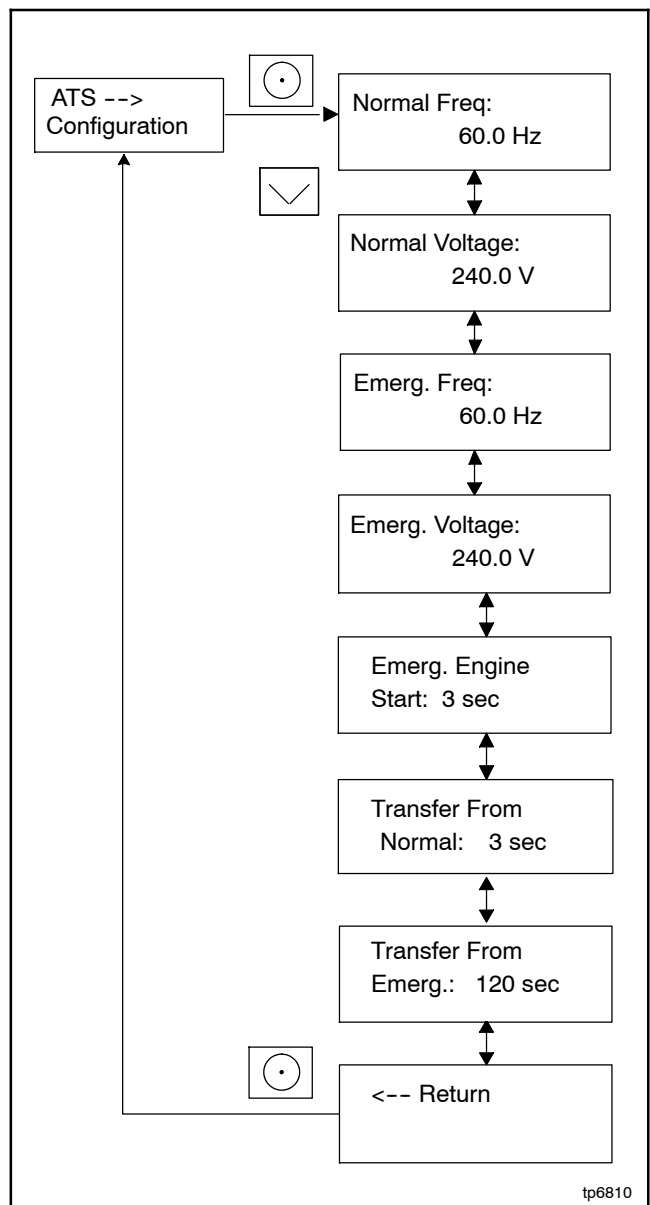 ATS -->
Configuration
Normal Freq:
60.0 Hz
Normal Voltage:
240.0 V
Emerg. Freq:
60.0 Hz
Emerg. Voltage:
240.0 V
Emerg. Engine
Start: 3 sec
Transfer From
Normal: 3 sec
Transfer From
Emerg.: 120 sec
<-- Return
tp6810